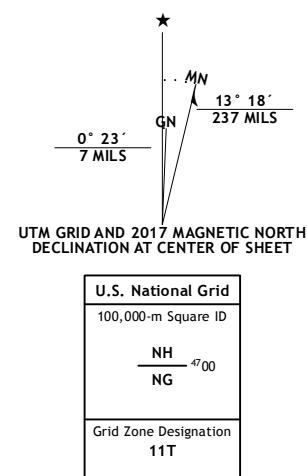 ★
MN
GN
13° 18´
237 MILS
0° 23´
7 MILS
UTM GRID AND 2017 MAGNETIC NORTH
DECLINATION AT CENTER OF SHEET
U.S. National Grid
100,000-m Square ID
NH
4700
NG
Grid Zone Designation
11T